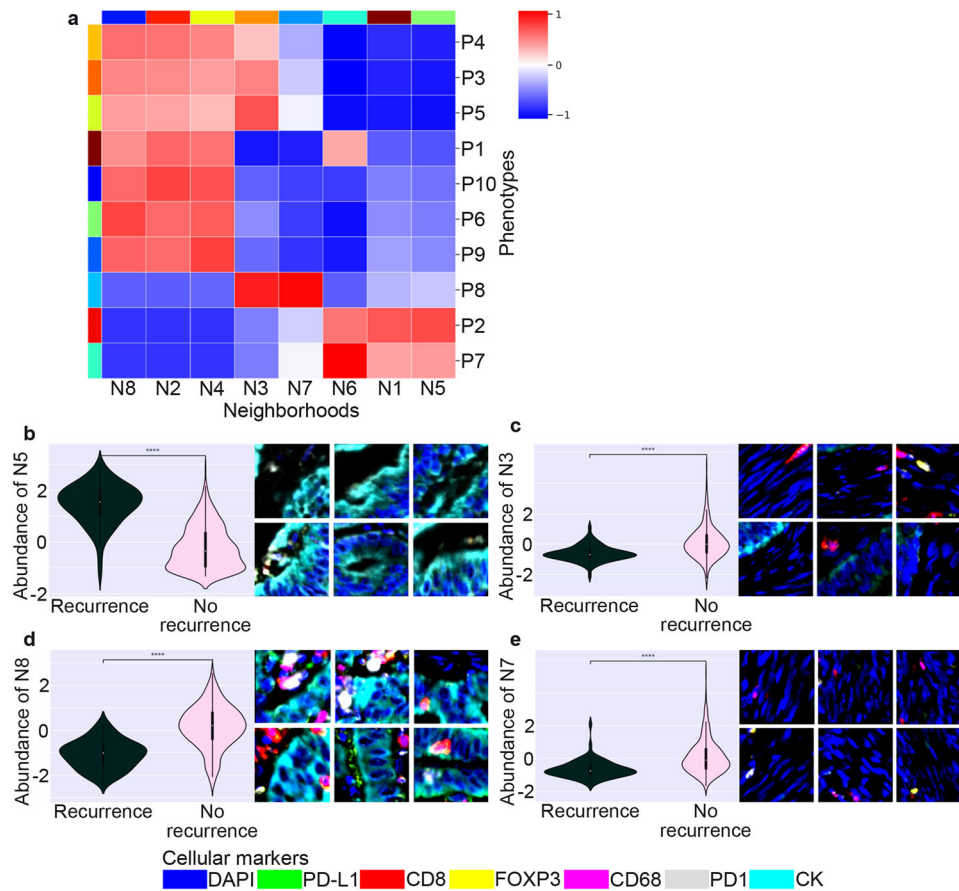 a
P4
P3
P5
P1
P10
P6
P9
P8
P2
P7
Phenotypes
1
0
−1
N8 N2 N4 N3 N7 N6 N1 N5
Neighborhoods
b
Abundance of N5
2
0
-2
****
Recurrence No
recurrence
c
Abundance of N3
2
0
-2
****
Recurrence No
recurrence
d
Abundance of N8
2
0
-2
****
Recurrence No
recurrence
e
Abundance of N7
2
0
-2
****
Recurrence No
recurrence
Cellular markers
DAPI PD-L1 CD8 FOXP3 CD68 PD1 CK